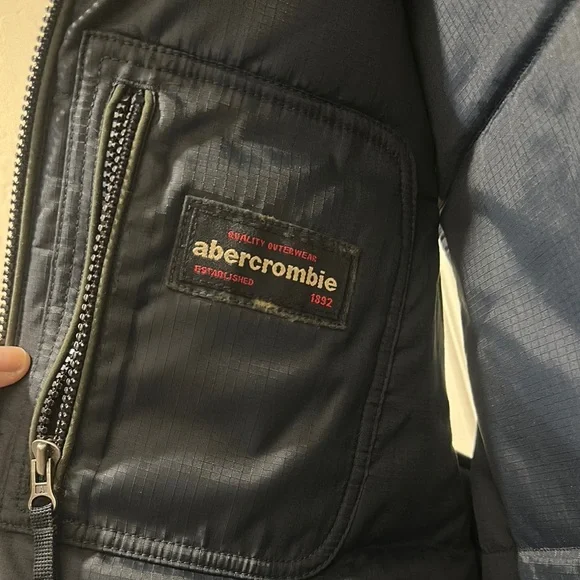 QUALITY OUTERWEAR
abercrombie
ESTABLISHED 1892